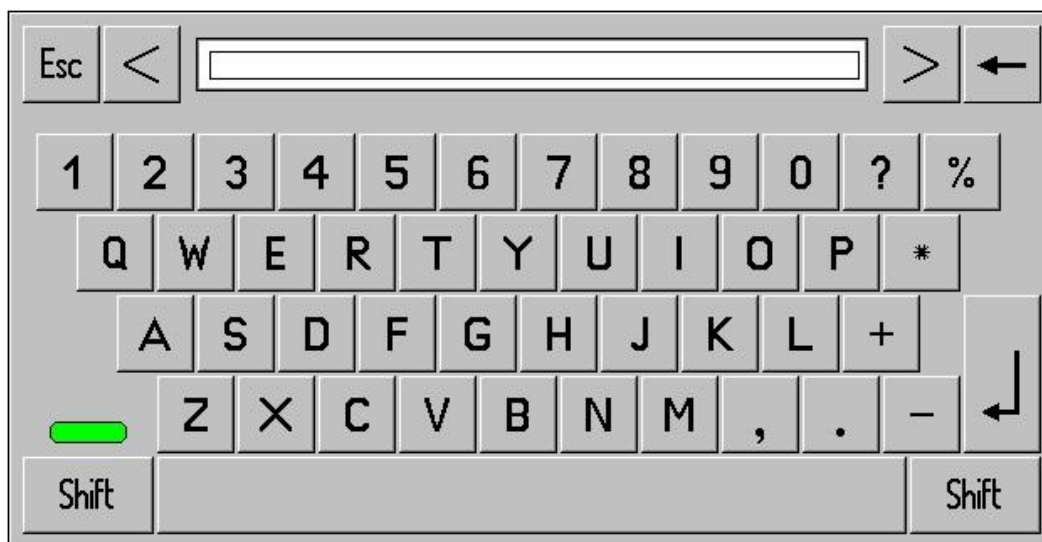 Esc < > ←
1 2 3 4 5 6 7 8 9 0 ? %
Q W E R T Y U I O P *
A S D F G H J K L +
Z X C V B N M , . -
Shift Shift